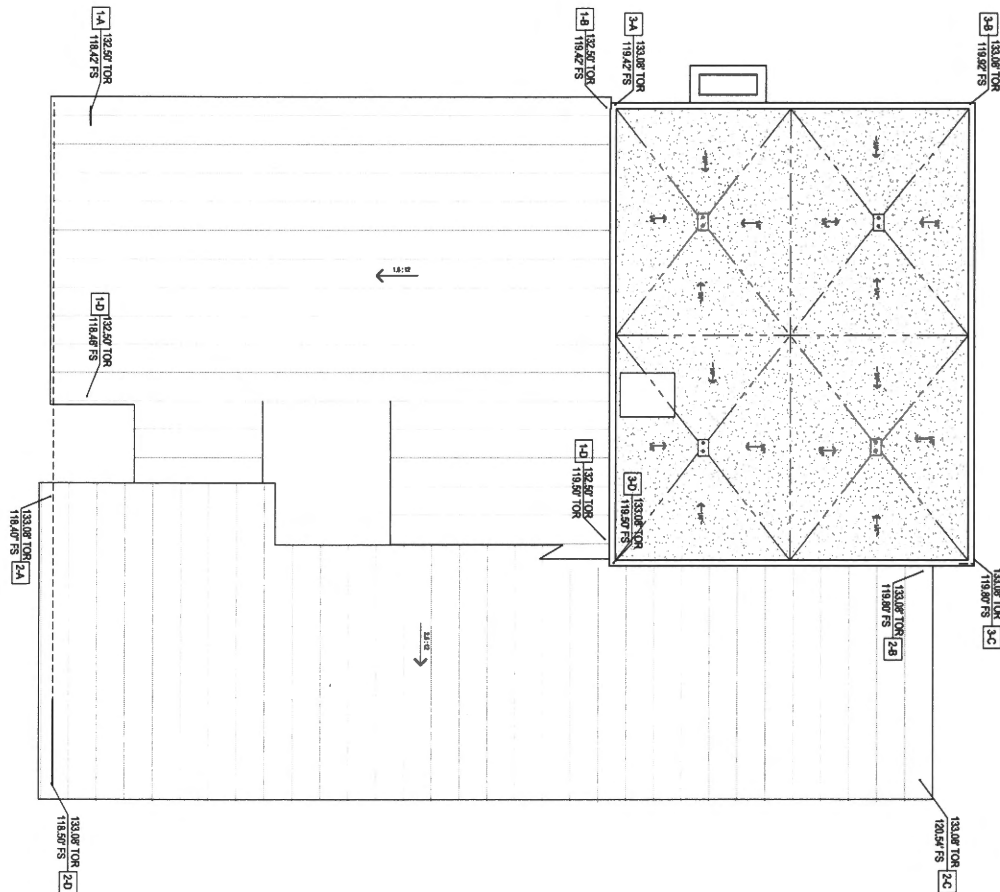 1-A
132.50' TOR
118.42' FS
1-B
132.50' TOR
119.42' FS
3-A
133.08' TOR
119.42' FS
3-B
133.08' TOR
119.92' FS
1.5 : 12
1-D
132.50' TOR
118.46' FS
1-D
132.50' TOR
119.50' TOR
3-D
133.08' TOR
119.50' FS
133.08' TOR
118.40' FS
2-A
133.08' TOR
119.80' FS
2-B
133.08' TOR
119.80' FS
3-C
133.08' TOR
118.50' FS
2-D
133.08' TOR
120.54' FS
2-C